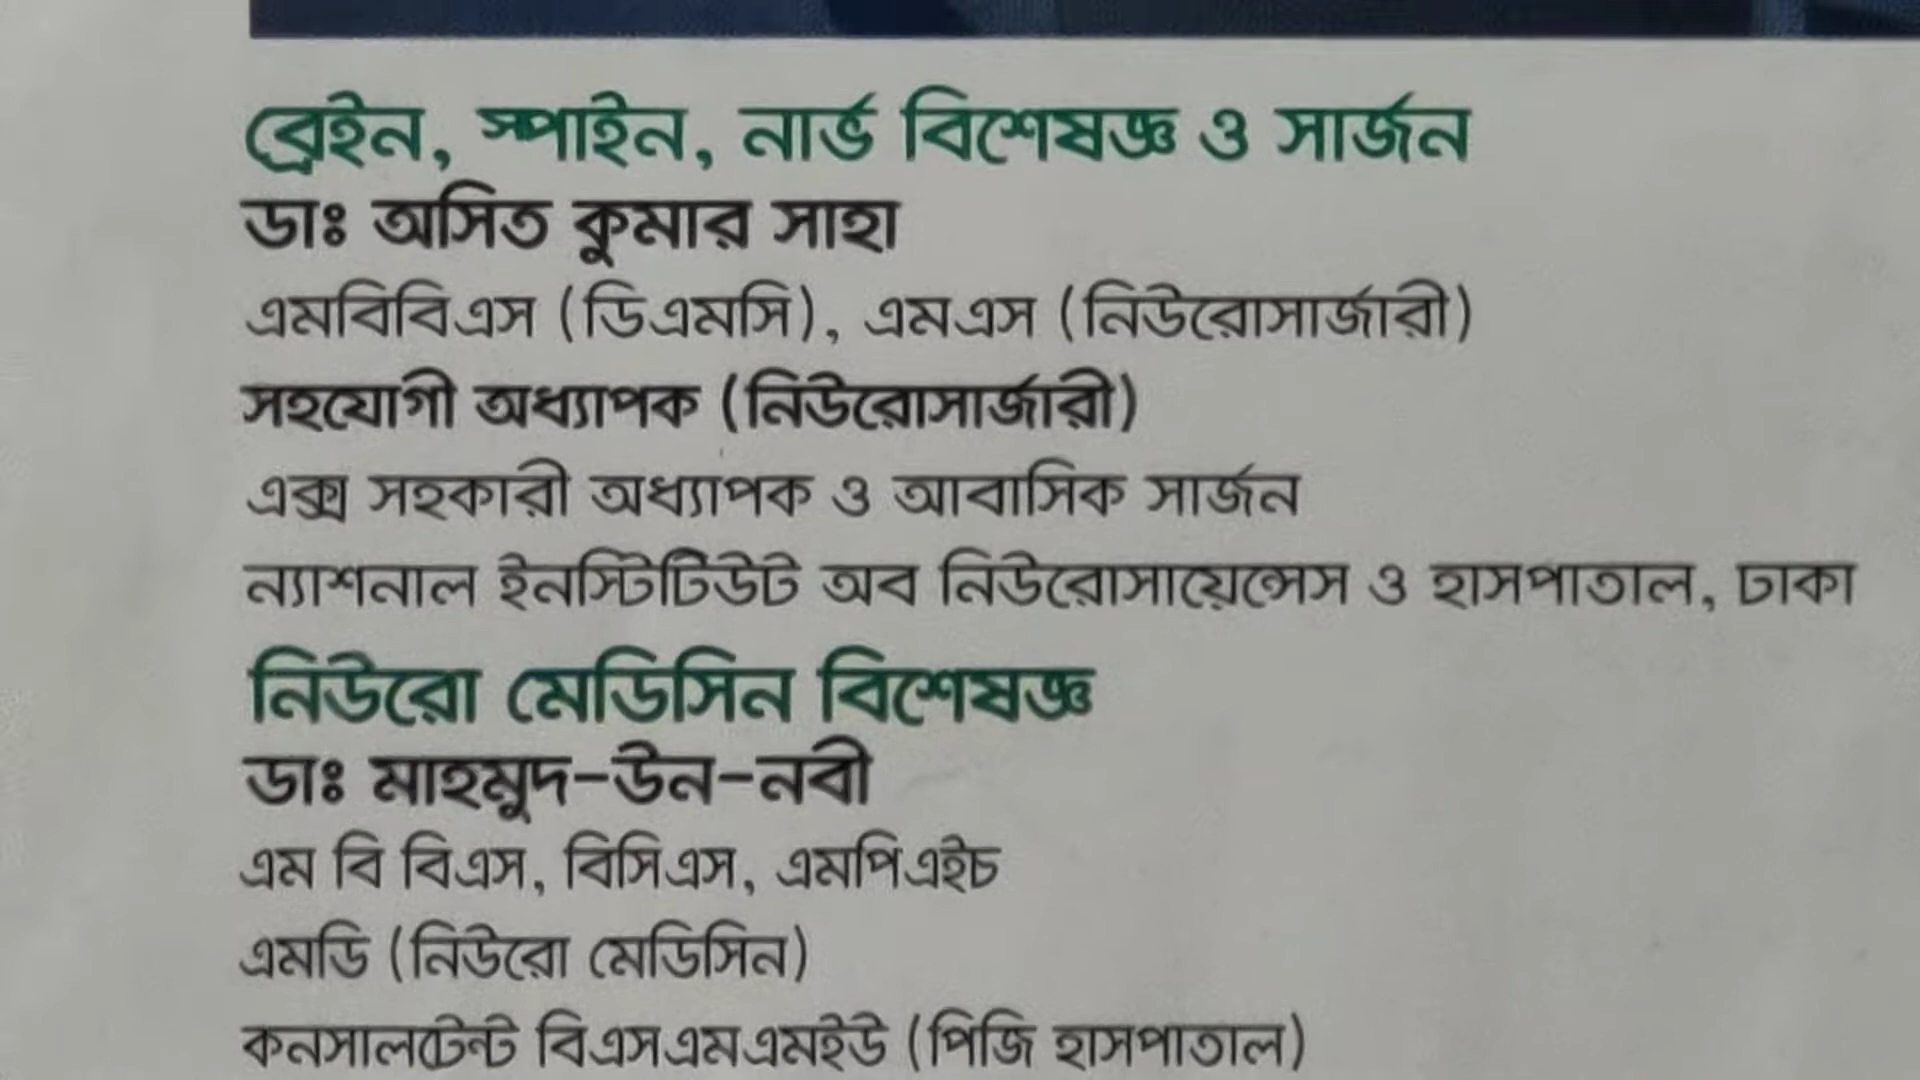 ব্রেইন, স্পাইন, নার্ভ বিশেষজ্ঞ ও সার্জন
ডাঃ অসিত কুমার সাহা
এমবিবিএস (ডিএমসি), এমএস (নিউরোসার্জারী)
সহযোগী অধ্যাপক (নিউরোসার্জারী)
এক্স সহকারী অধ্যাপক ও আবাসিক সার্জন
ন্যাশনাল ইনস্টিটিউট অব নিউরোসায়েন্সেস ও হাসপাতাল, ঢাকা
নিউরো মেডিসিন বিশেষজ্ঞ
ডাঃ মাহমুদ-উন-নবী
এম বি বিএস, বিসিএস, এমপিএইচ
এমডি (নিউরো মেডিসিন)
কনসালটেন্ট বিএসএমএমইউ (পিজি হাসপাতাল)